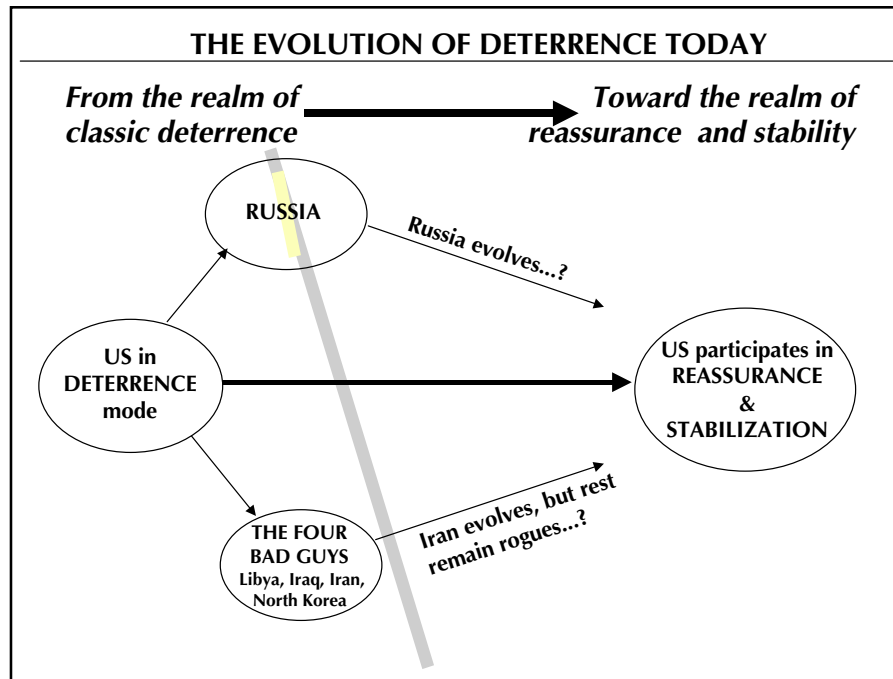 THE EVOLUTION OF DETERRENCE TODAY
From the realm of
classic deterrence
Toward the realm of
reassurance and stability
RUSSIA
Russia evolves...?
US in
DETERRENCE
mode
US participates in
REASSURANCE
&
STABILIZATION
THE FOUR
BAD GUYS
Libya, Iraq, Iran,
North Korea
Iran evolves, but rest
remain rogues...?